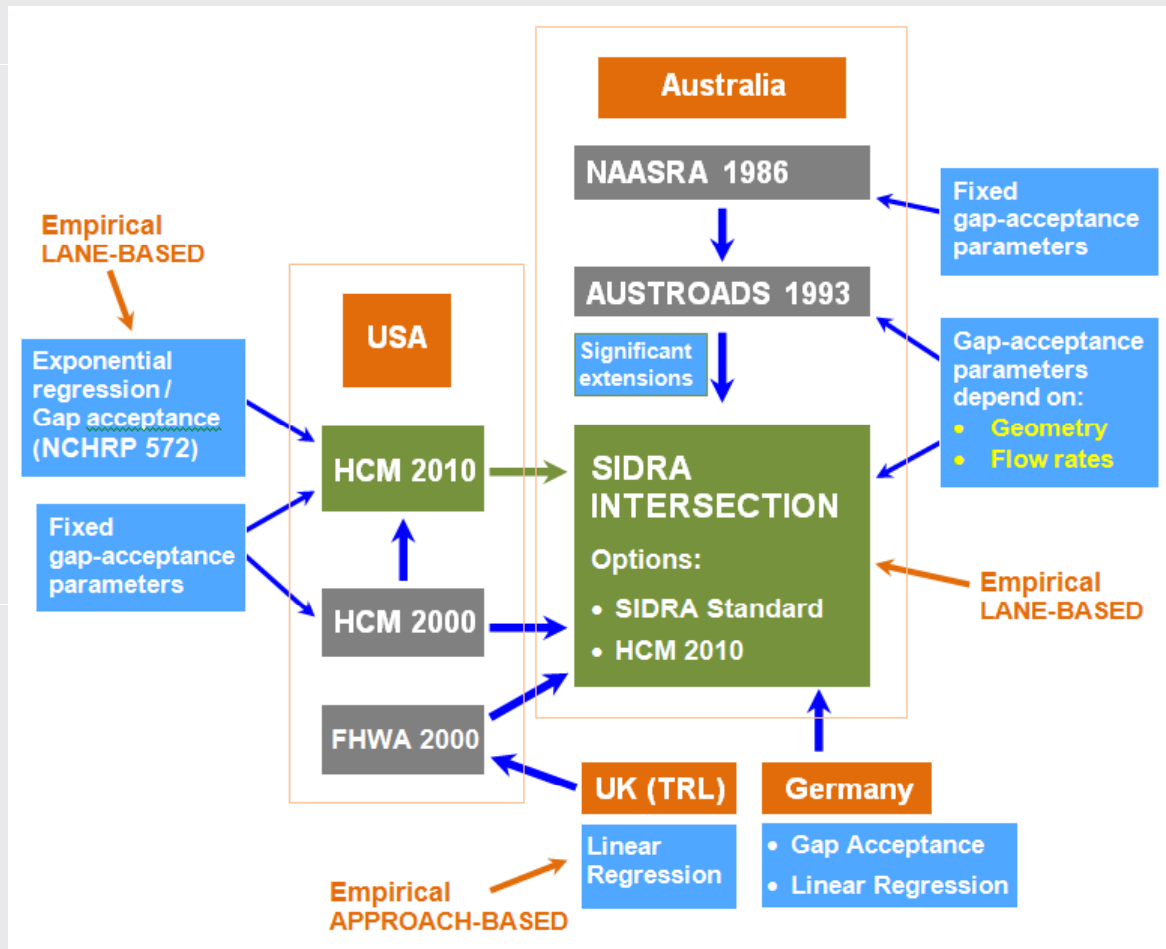 Australia
NAASRA 1986
Fixed
gap-acceptance
parameters
Empirical
LANE-BASED
AUSTROADS 1993
USA
Significant
extensions
Gap-acceptance
parameters
depend on:
• Geometry
• Flow rates
Exponential
regression /
Gap acceptance
(NCHRP 572)
HCM 2010
SIDRA
INTERSECTION
Options:
• SIDRA Standard
• HCM 2010
Fixed
gap-acceptance
parameters
HCM 2000
Empirical
LANE-BASED
FHWA 2000
UK (TRL)
Germany
Linear
Regression
• Gap Acceptance
• Linear Regression
Empirical
APPROACH-BASED